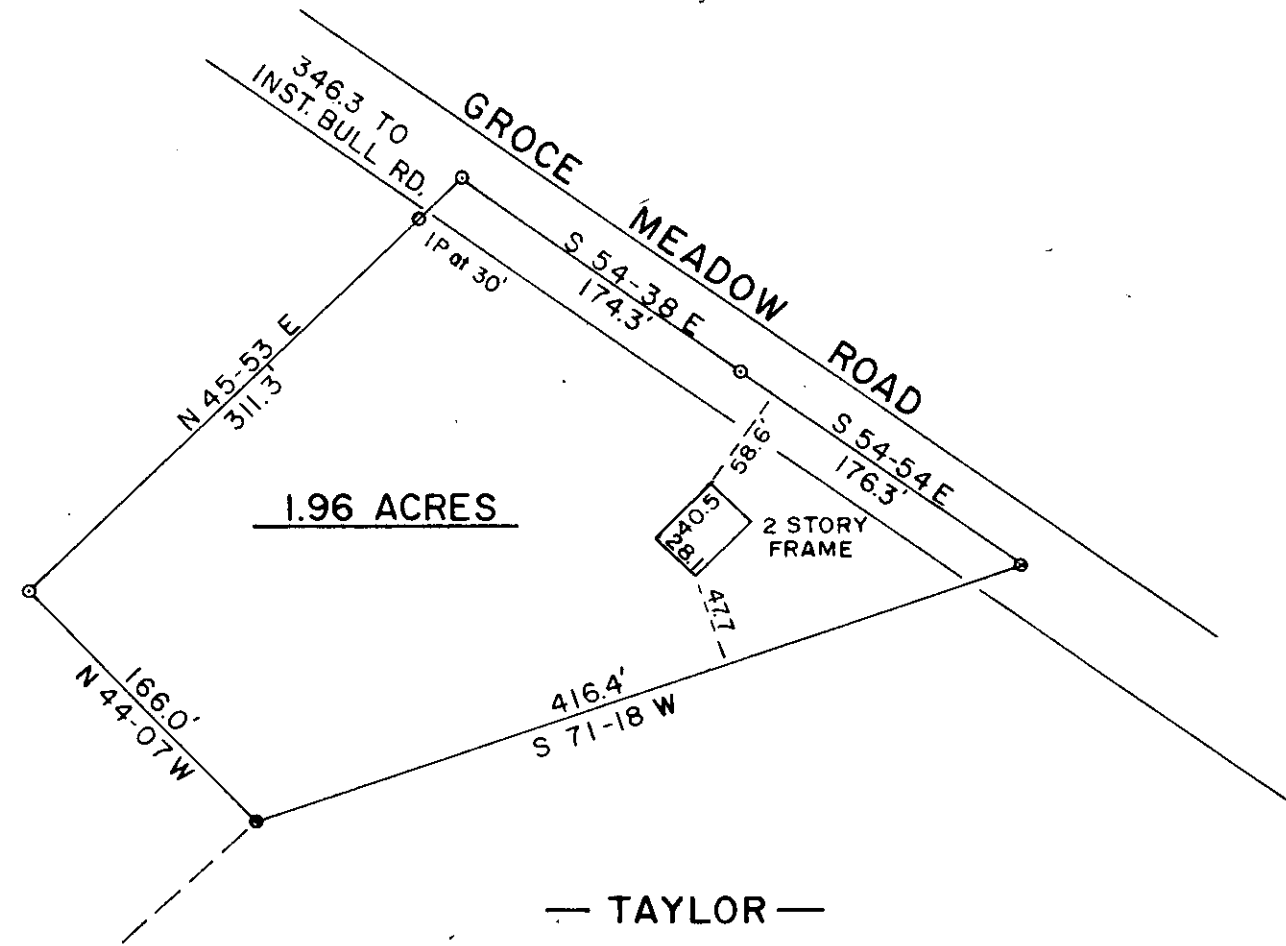 346.3 TO
INST. BULL RD.
GROCE MEADOW ROAD
IP at 30'
S 54-38 E
174.3'
S 54-54 E
176.3'
N 45-53 E
311.3'
58.6'
1.96 ACRES
40.5
28.1
2 STORY
FRAME
47.7
166.0'
N 44-07 W
416.4'
S 71-18 W
— TAYLOR —